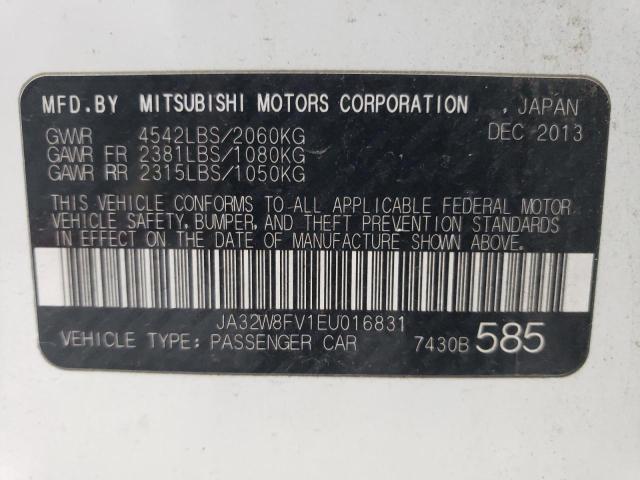 MFD.BY MITSUBISHI MOTORS CORPORATION , JAPAN
GVWR 4542LBS/2060KG DEC 2013
GAWR FR 2381LBS/1080KG
GAWR RR 2315LBS/1050KG
THIS VEHICLE CONFORMS TO ALL APPLICABLE FEDERAL MOTOR
VEHICLE SAFETY, BUMPER, AND THEFT PREVENTION STANDARDS
IN EFFECT ON THE DATE OF MANUFACTURE SHOWN ABOVE.
JA32W8FV1EU016831
VEHICLE TYPE: PASSENGER CAR 7430B 585